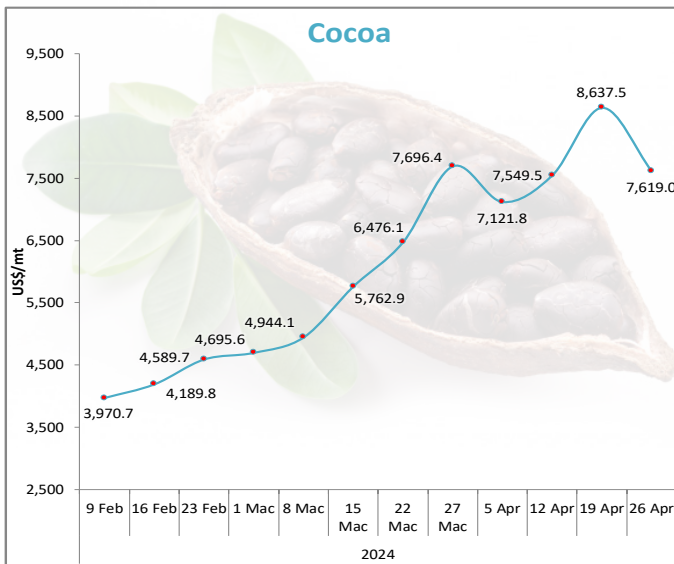 Cocoa
9,500
8,500
7,500
6,500
5,500
4,500
3,500
2,500
US$/mt
3,970.7
4,189.8
4,589.7
4,695.6
4,944.1
5,762.9
6,476.1
7,696.4
7,121.8
7,549.5
8,637.5
7,619.0
9 Feb
16 Feb
23 Feb
1 Mac
8 Mac
15
Mac
22
Mac
27
Mac
5 Apr
12 Apr
19 Apr
26 Apr
2024